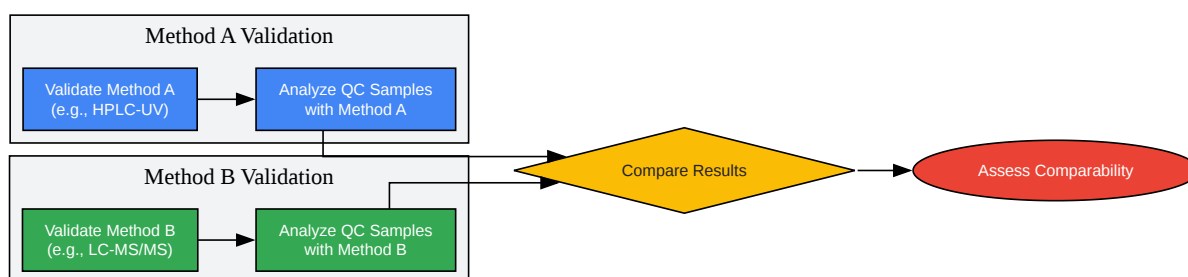 Method A Validation
Validate Method A
(e.g., HPLC-UV)
Analyze QC Samples
with Method A
Method B Validation
Validate Method B
(e.g., LC-MS/MS)
Analyze QC Samples
with Method B
Compare Results
Assess Comparability